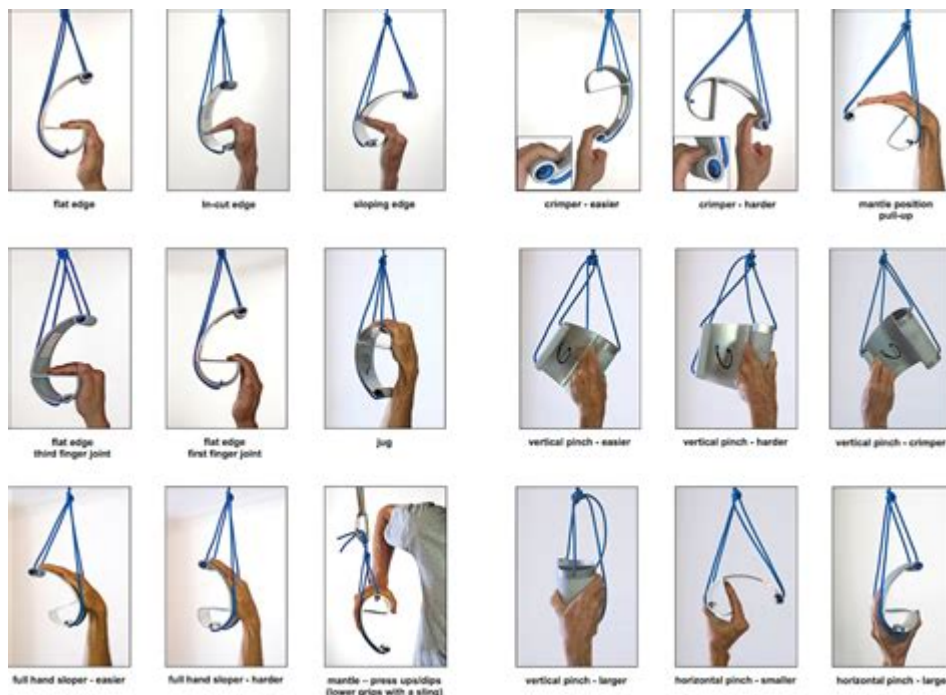 flat edge
in-cut edge
sloping edge
crimper - easier
crimper - harder
mantle position
pull-up
flat edge
third finger joint
flat edge
first finger joint
jug
vertical pinch - easier
vertical pinch - harder
vertical pinch - crimper
full hand sloper - easier
full hand sloper - harder
mantle – press ups/dips
(lower grips with a sling)
vertical pinch - larger
horizontal pinch - smaller
horizontal pinch - large